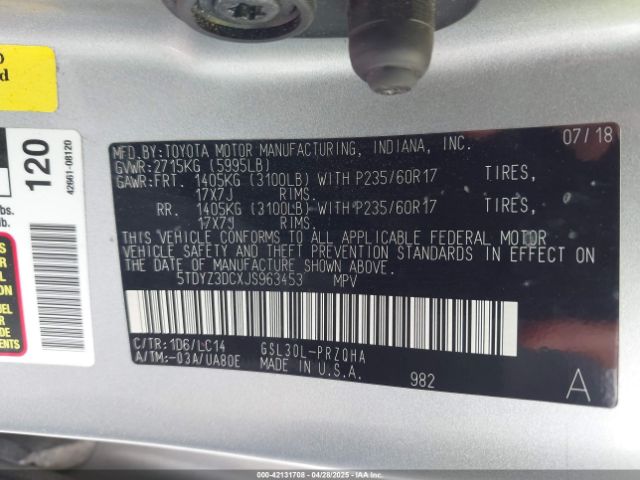 120
42661-08120
MFD. BY: TOYOTA MOTOR MANUFACTURING, INDIANA, INC. 07/18
GVWR: 2715KG (5995LB)
GAWR: FRT. 1405KG (3100LB) WITH P235/60R17 TIRES,
17X7J RIMS.
RR. 1405KG (3100LB) WITH P235/60R17 TIRES,
17X7J RIMS.
THIS VEHICLE CONFORMS TO ALL APPLICABLE FEDERAL MOTOR
VEHICLE SAFETY AND THEFT PREVENTION STANDARDS IN EFFECT ON
THE DATE OF MANUFACTURE SHOWN ABOVE.
5TDYZ3DCXJS963453 MPV
C/TR: 1D6/LC14 GSL30L-PRZQHA
A/TM:-03A/UA80E MADE IN U.S.A.
982 A
000-42131708 | 04/28/2025 | IAAI.com